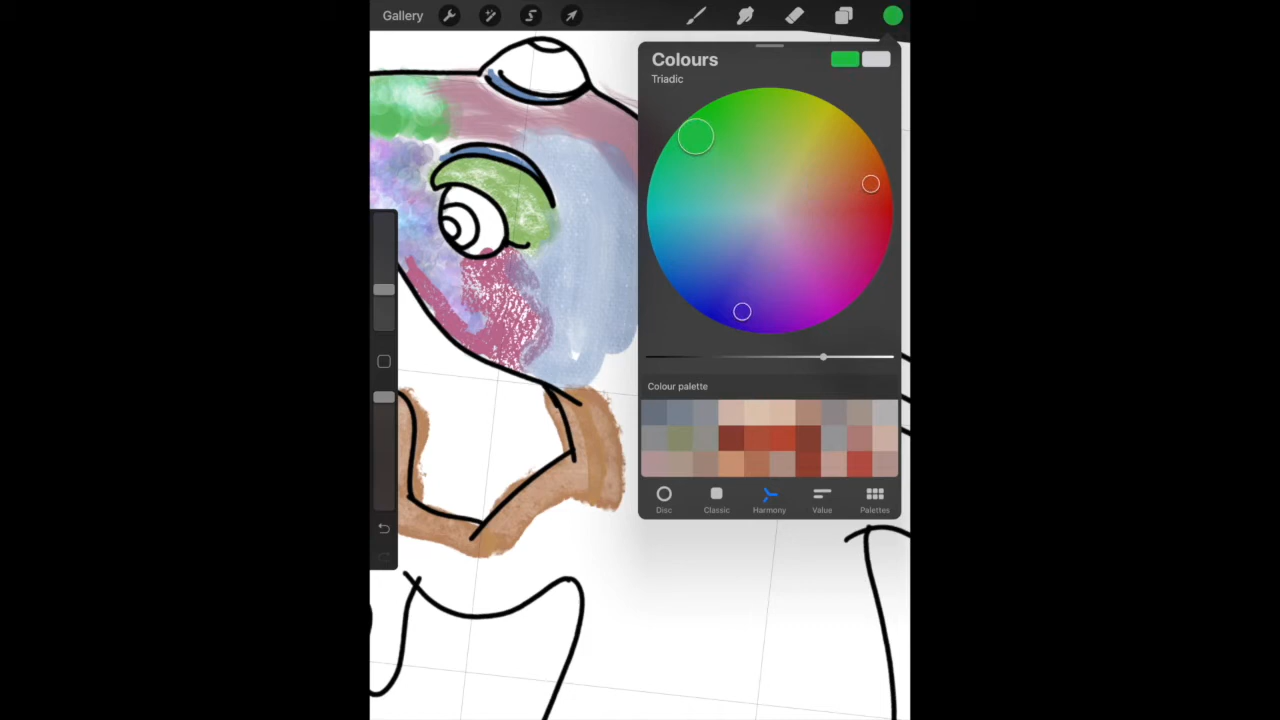 Gallery
Colours
Triadic
Colour palette
Disc Classic Harmony Value Palettes